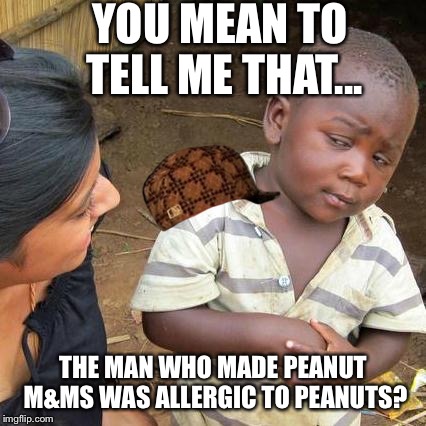 YOU MEAN TO
TELL ME THAT...
THE MAN WHO MADE PEANUT
M&MS WAS ALLERGIC TO PEANUTS?
imgflip.com